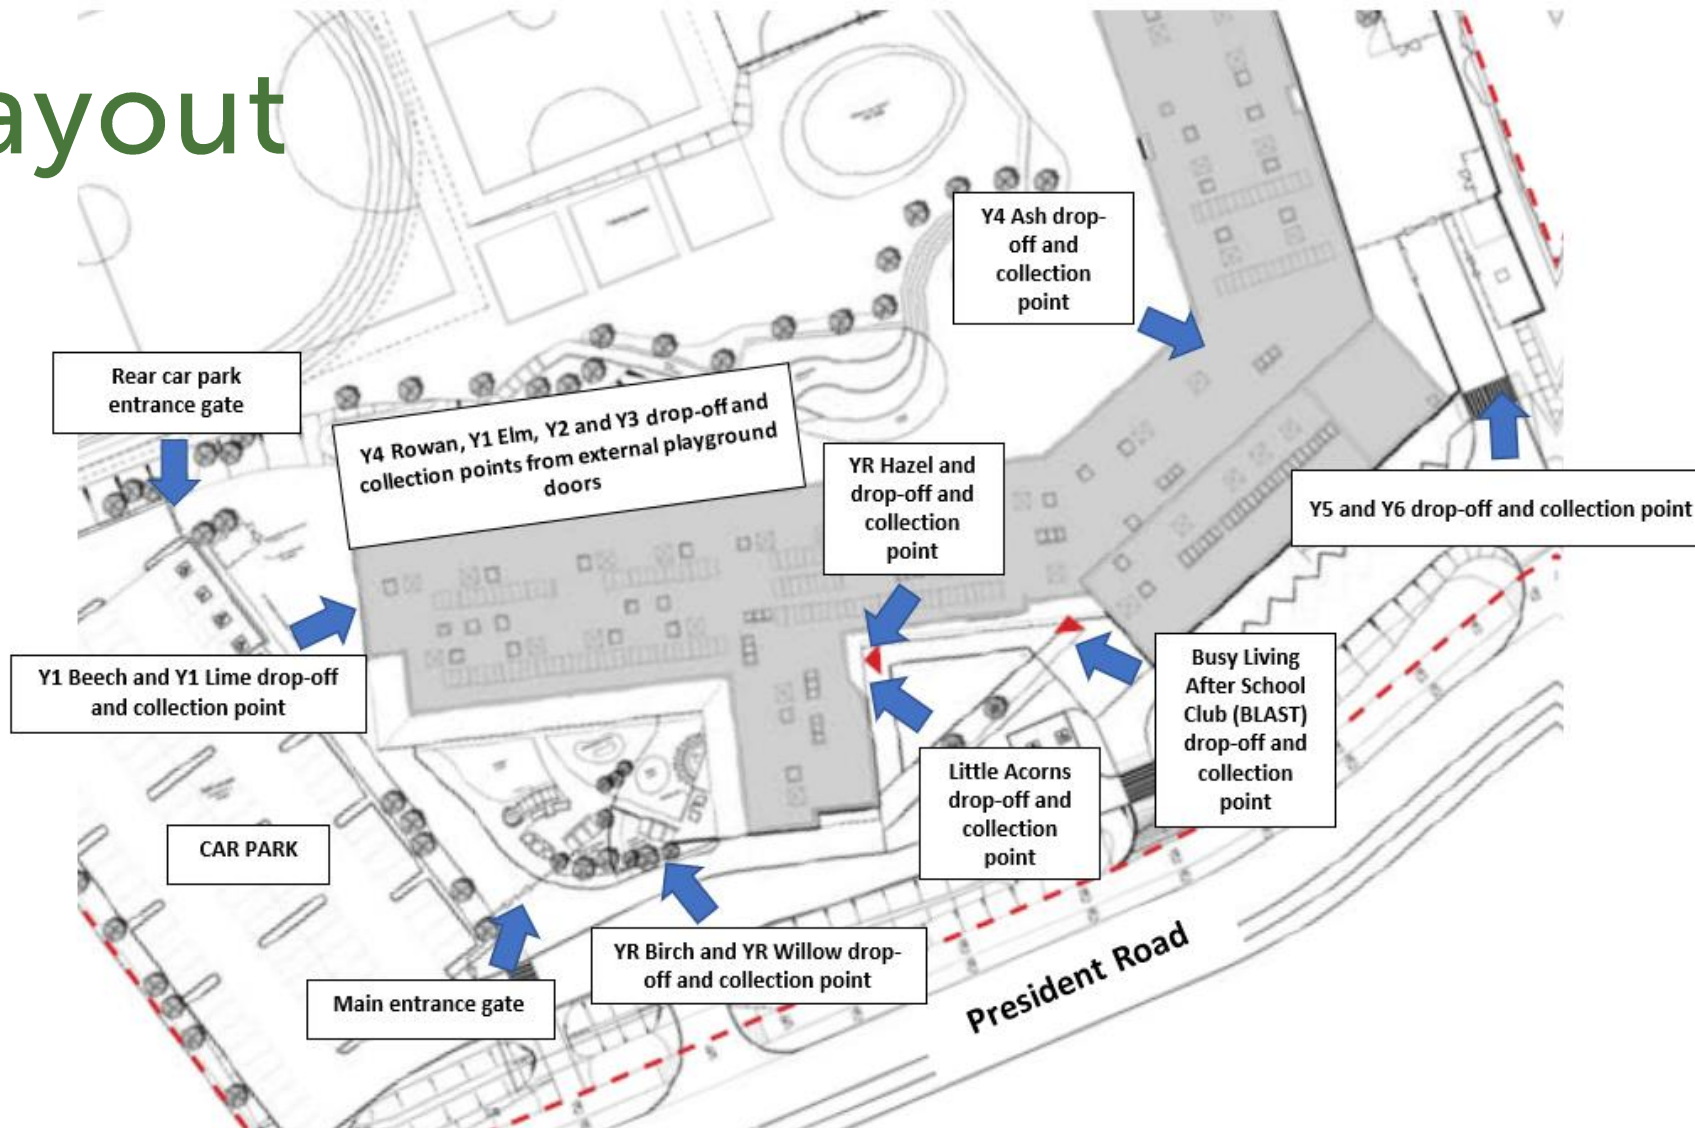 ayout
Y4 Ash drop-
off and
collection
point
Rear car park
entrance gate
Y4 Rowan, Y1 Elm, Y2 and Y3 drop-off and
collection points from external playground
doors
YR Hazel and
drop-off and
collection
point
Y5 and Y6 drop-off and collection point
Y1 Beech and Y1 Lime drop-off
and collection point
Busy Living
After School
Club (BLAST)
drop-off and
collection
point
Little Acorns
drop-off and
collection
point
CAR PARK
YR Birch and YR Willow drop-
off and collection point
Main entrance gate
President Road